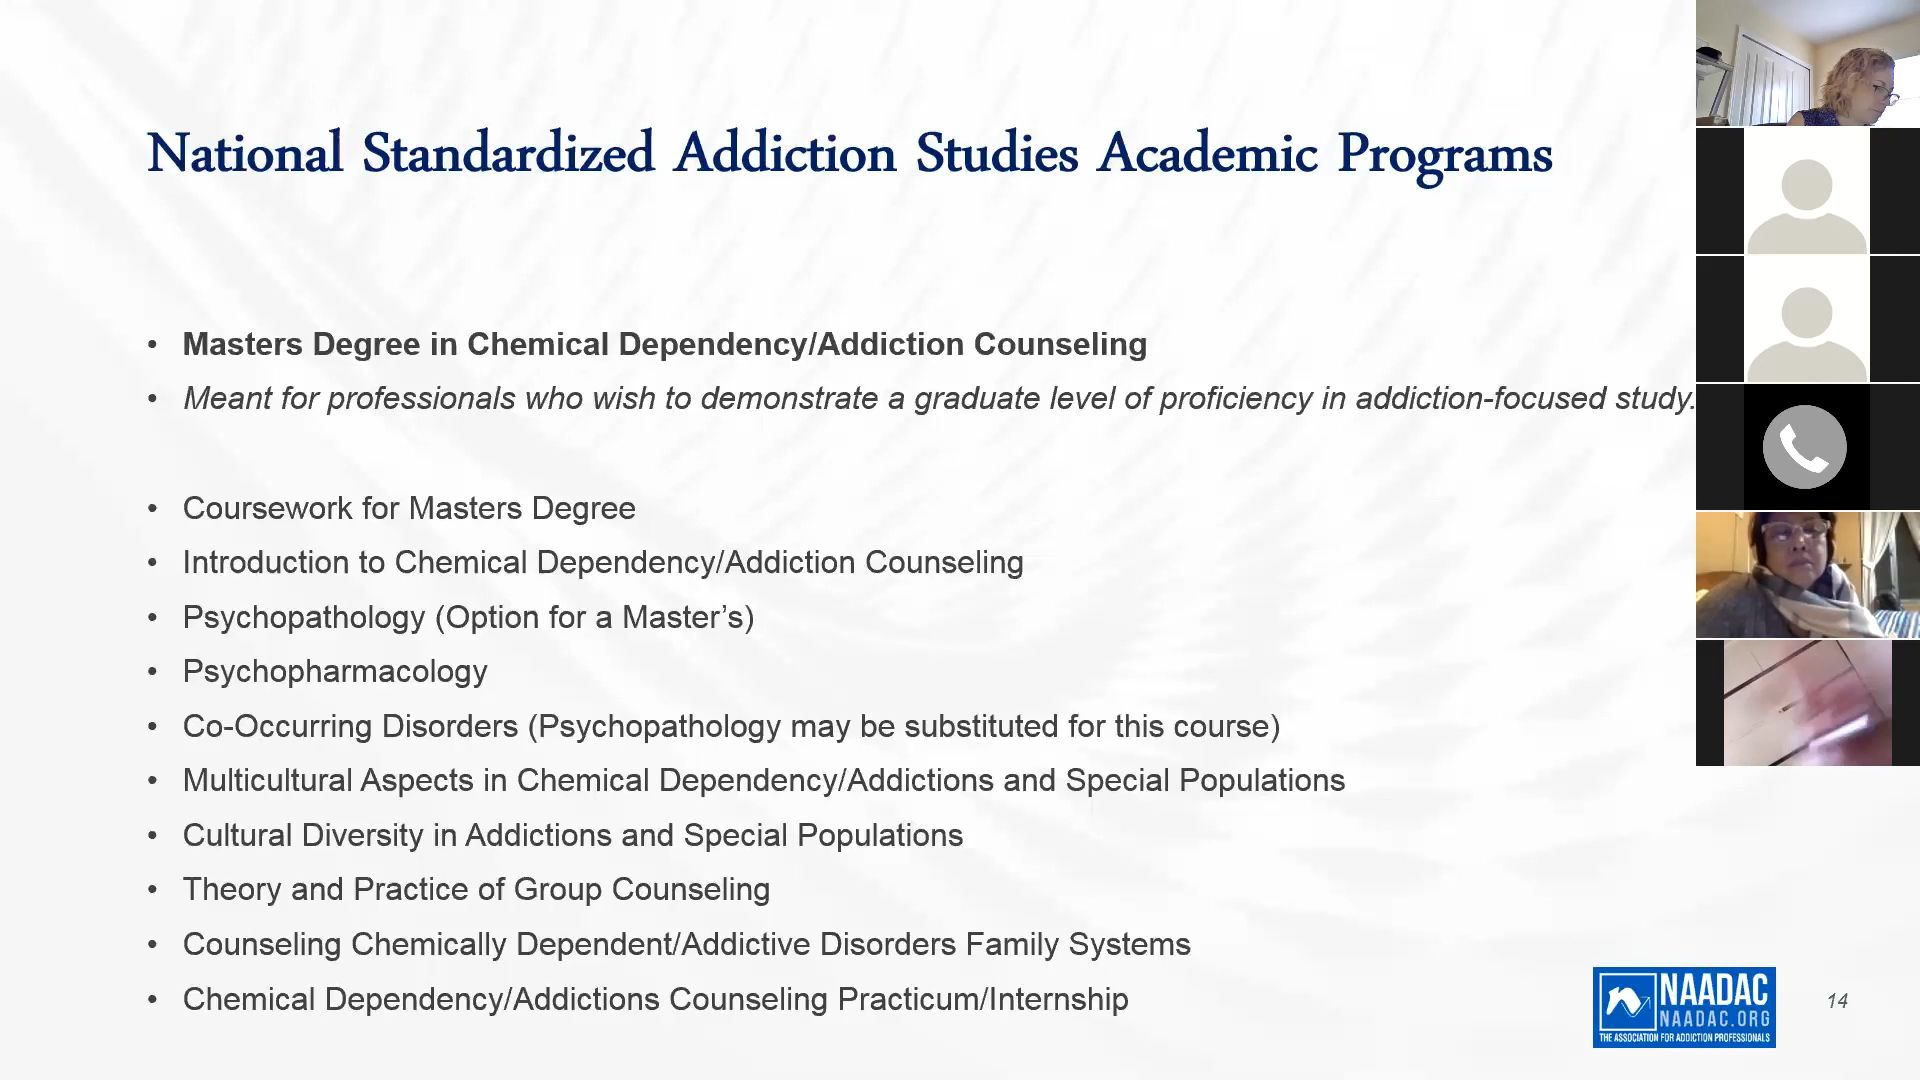 National Standardized Addiction Studies Academic Programs
• Masters Degree in Chemical Dependency/Addiction Counseling
• Meant for professionals who wish to demonstrate a graduate level of proficiency in addiction-focused study.
• Coursework for Masters Degree
• Introduction to Chemical Dependency/Addiction Counseling
• Psychopathology (Option for a Master’s)
• Psychopharmacology
• Co-Occurring Disorders (Psychopathology may be substituted for this course)
• Multicultural Aspects in Chemical Dependency/Addictions and Special Populations
• Cultural Diversity in Addictions and Special Populations
• Theory and Practice of Group Counseling
• Counseling Chemically Dependent/Addictive Disorders Family Systems
• Chemical Dependency/Addictions Counseling Practicum/Internship
NAADAC
NAADAC.ORG
THE ASSOCIATION FOR ADDICTION PROFESSIONALS
14